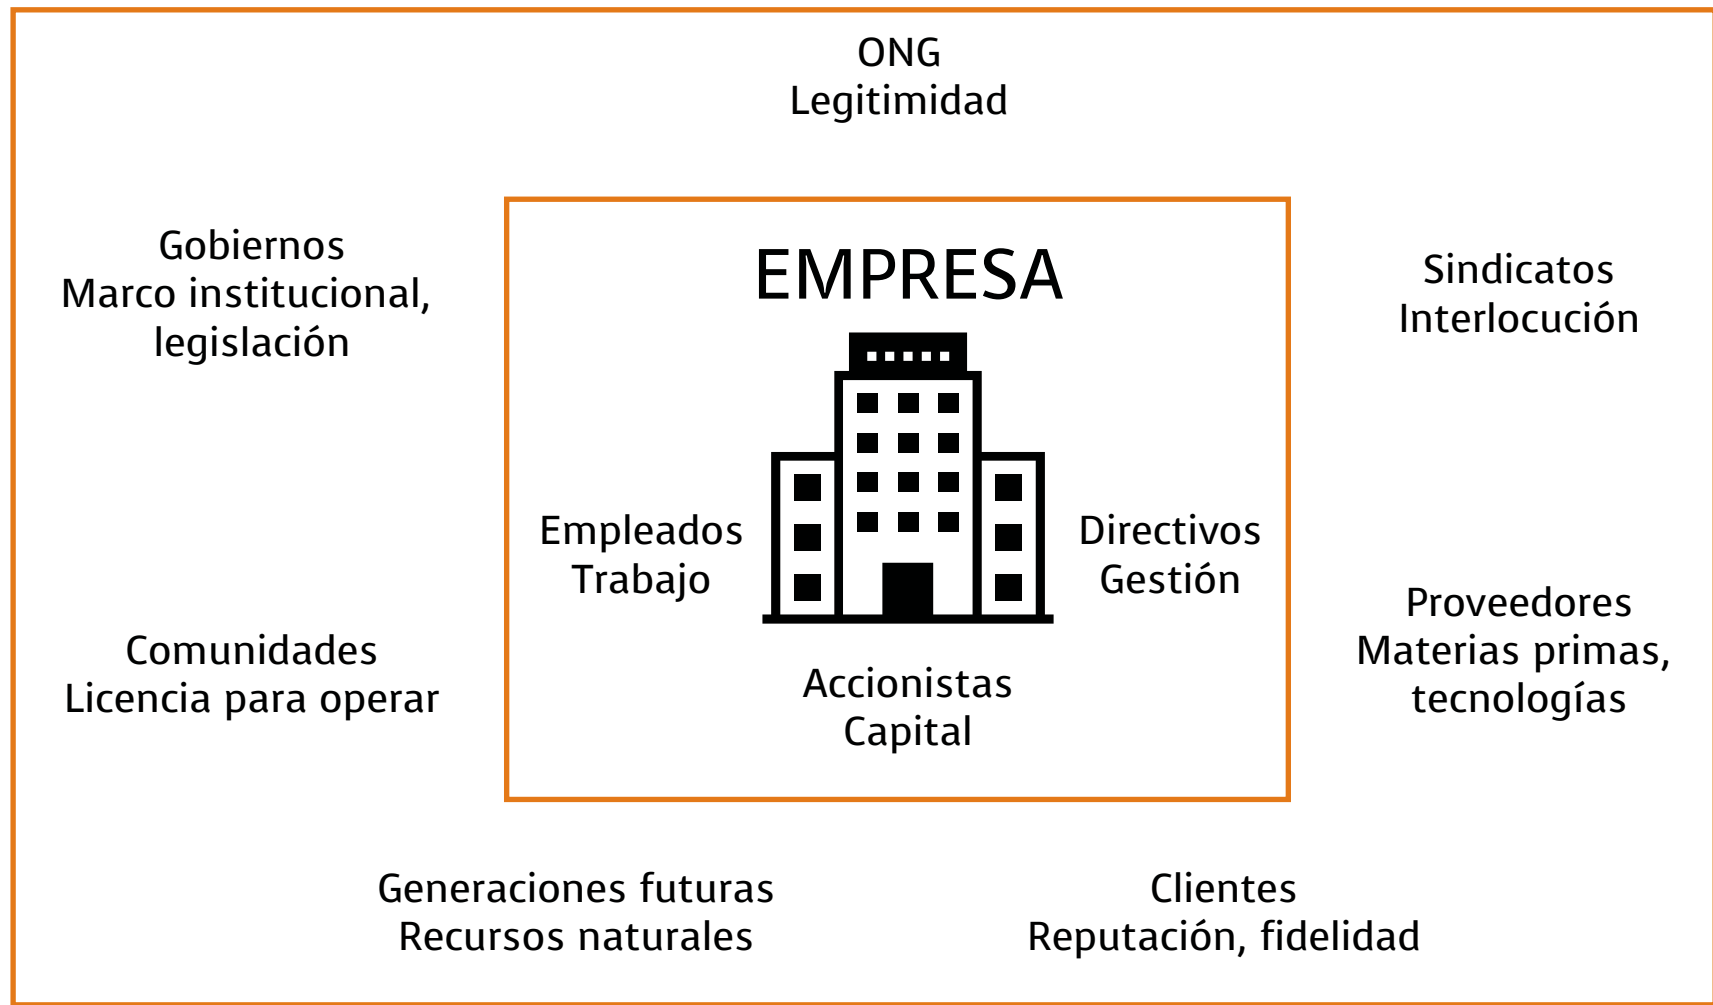 ONG
Legitimidad
Gobiernos
Marco institucional,
legislación
EMPRESA
Sindicatos
Interlocución
Empleados
Trabajo
Directivos
Gestión
Comunidades
Licencia para operar
Accionistas
Capital
Proveedores
Materias primas,
tecnologías
Generaciones futuras
Recursos naturales
Clientes
Reputación, fidelidad